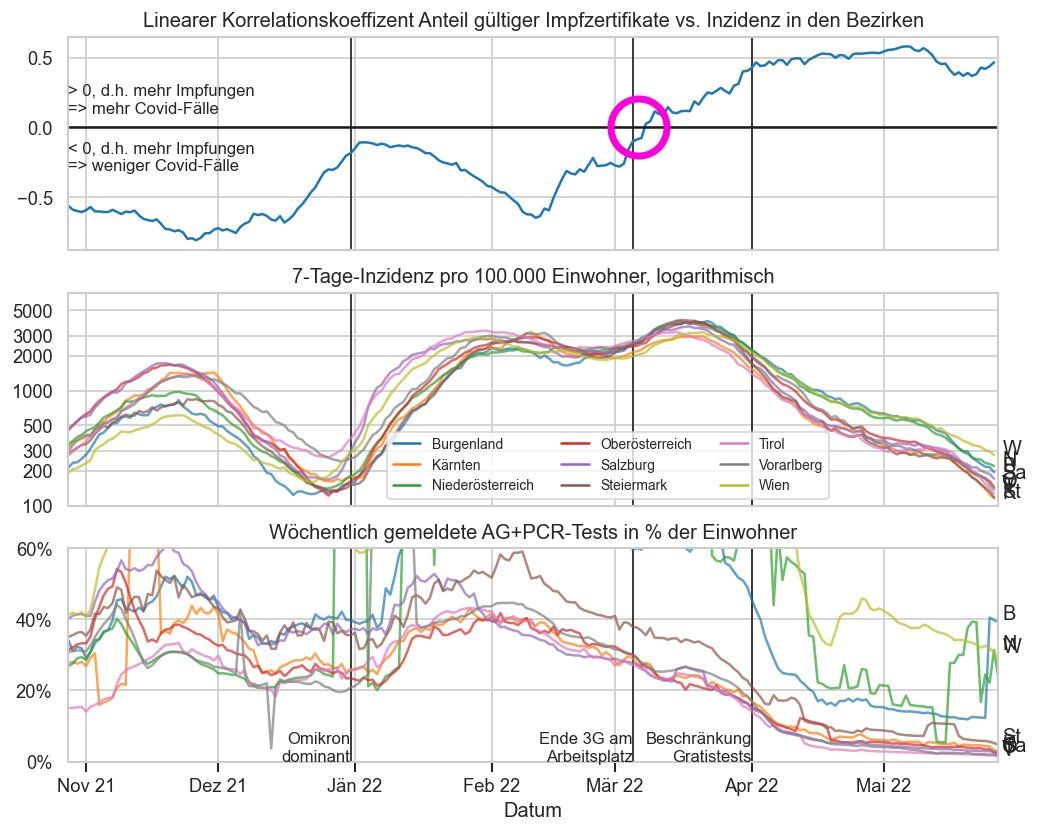 Linearer Korrelationskoeffizent Anteil gültiger Impfzertifikate vs. Inzidenz in den Bezirken
0.5
> 0, d.h. mehr Impfungen
=> mehr Covid-Fälle
0.0
< 0, d.h. mehr Impfungen
=> weniger Covid-Fälle
−0.5
7-Tage-Inzidenz pro 100.000 Einwohner, logarithmisch
5000
3000
2000
1000
500
300
200
100
Burgenland
Kärnten
Niederösterreich
Oberösterreich
Salzburg
Steiermark
Tirol
Vorarlberg
Wien
W
Sa
St
Wöchentlich gemeldete AG+PCR-Tests in % der Einwohner
60%
40%
20%
0%
B
W
St
Sa
Omikron
dominant
Ende 3G am
Arbeitsplatz
Beschränkung
Gratistests
Nov 21
Dez 21
Jän 22
Feb 22
Mär 22
Apr 22
Mai 22
Datum